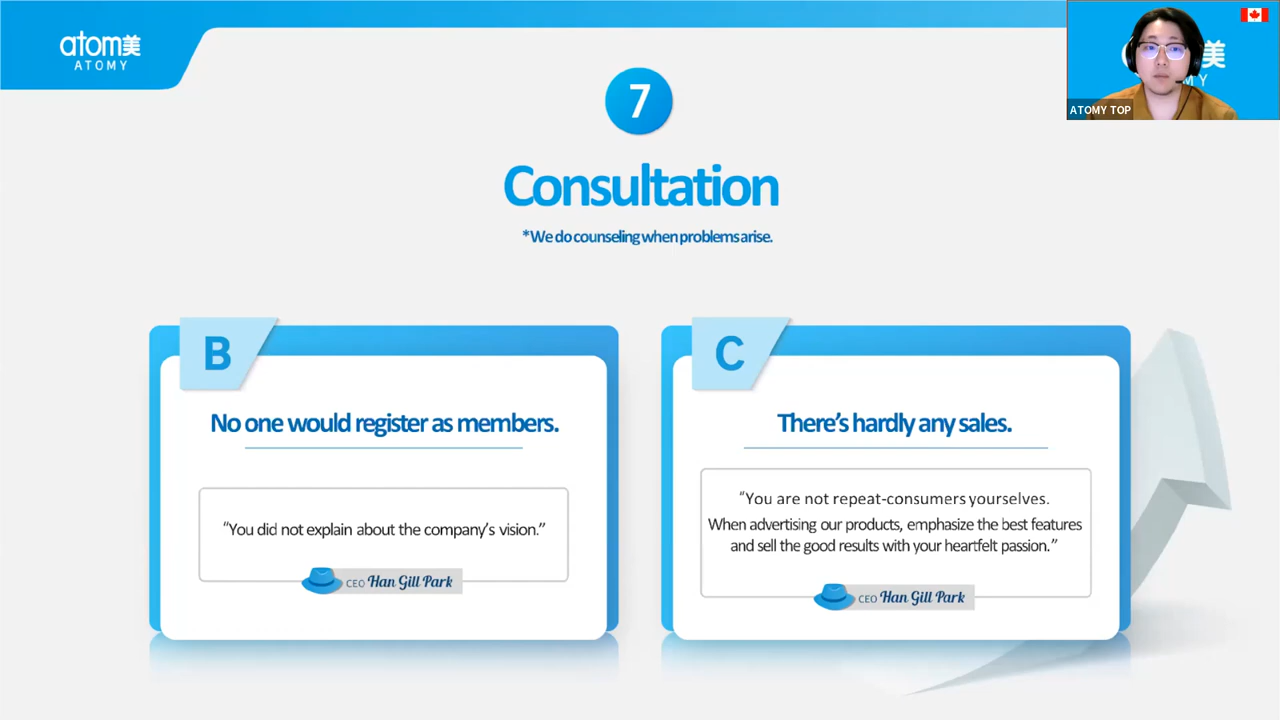 atom美
ATOMY
美
MY
ATOMY TOP
7
Consultation
*We do counseling when problems arise.
B
No one would register as members.
“You did not explain about the company’s vision.”
CEO Han Gill Park
C
There’s hardly any sales.
“You are not repeat-consumers yourselves.
When advertising our products, emphasize the best features
and sell the good results with your heartfelt passion.”
CEO Han Gill Park